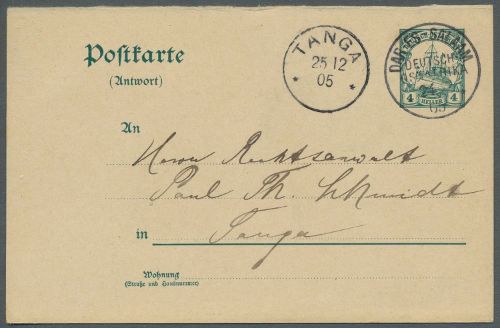 Postkarte
(Antwort)
TANGA
25 12
05
DAR-ES-SALAAM
DEUTSCH-
OSTAFRIKA
4 HELLER 4
An
Herrn Rechtsanwalt
Paul Th. Schmidt
in Tanga
Wohnung
(Straße und Hausnummer)